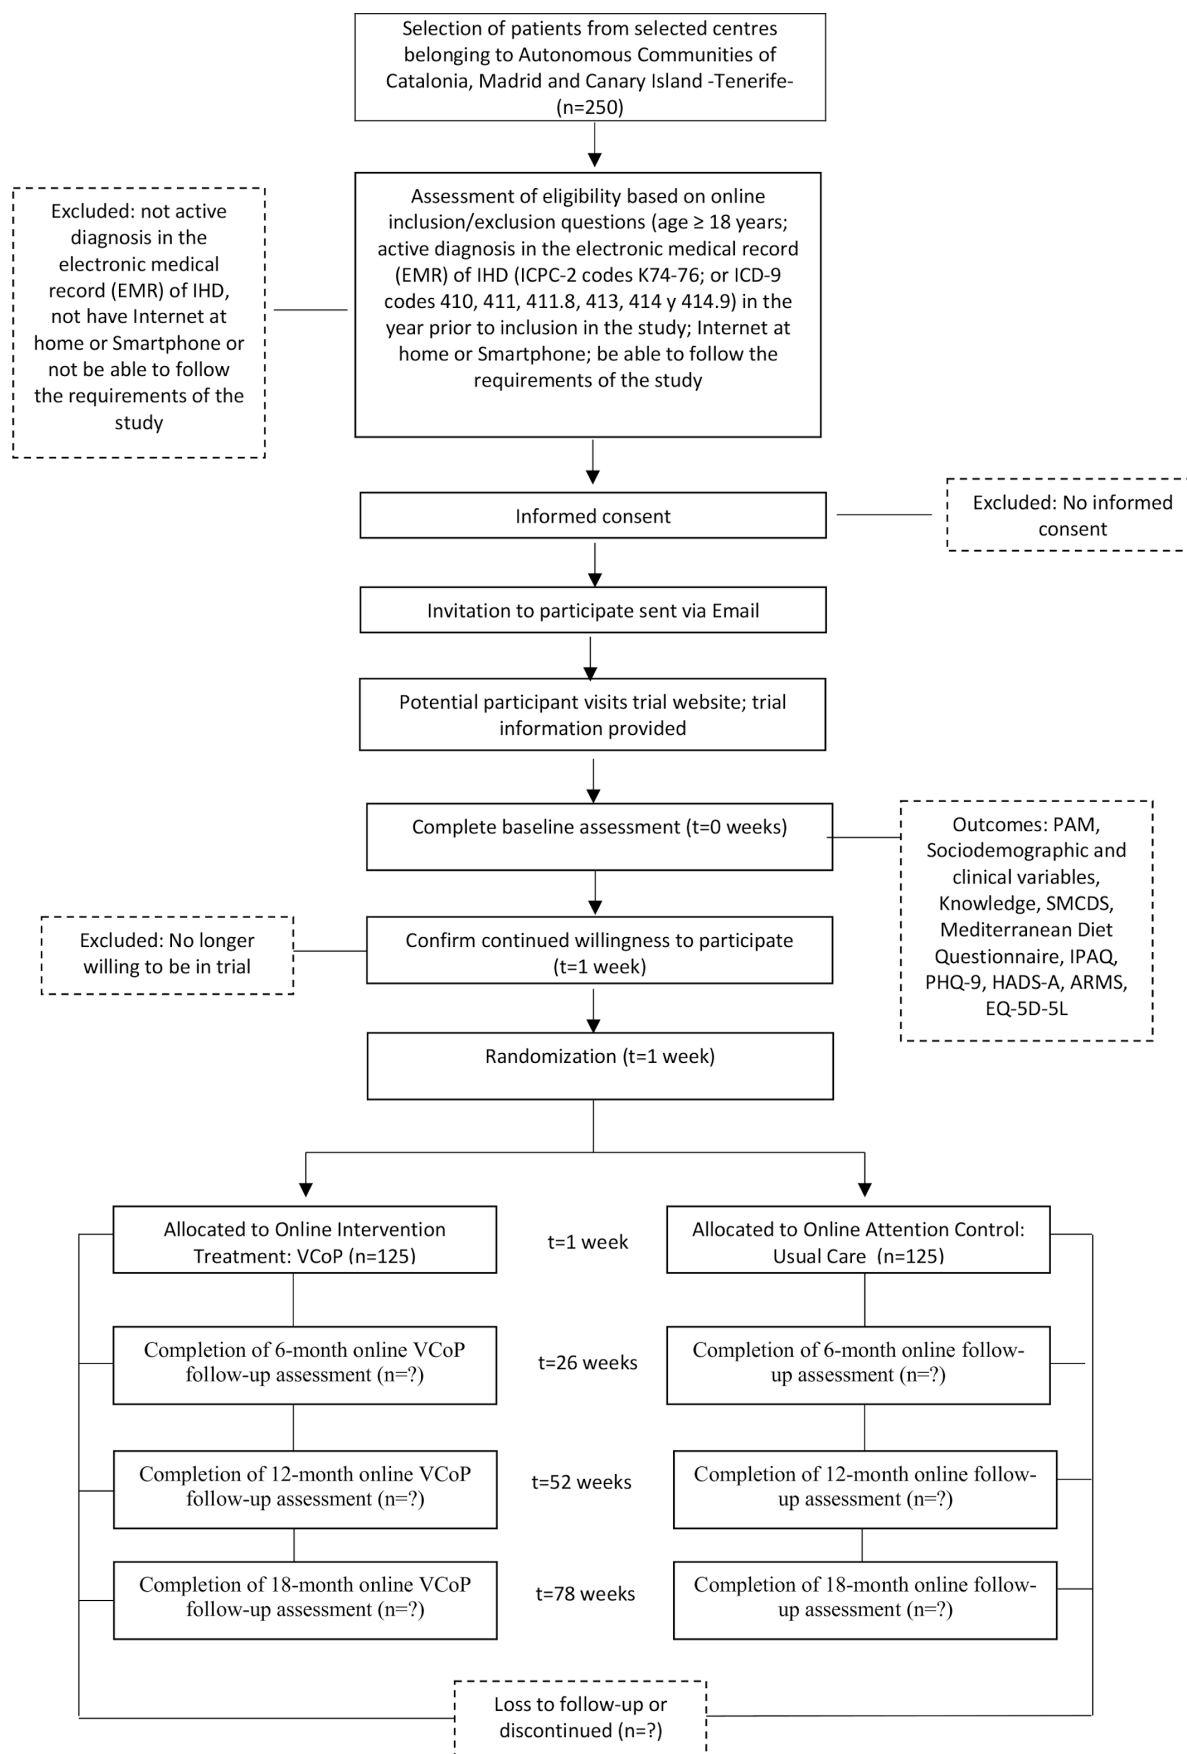 Selection of patients from selected centres
belonging to Autonomous Communities of
Catalonia, Madrid and Canary Island -Tenerife-
(n=250)
Excluded: not active
diagnosis in the
electronic medical
record (EMR) of IHD,
not have Internet at
home or Smartphone or
not be able to follow
the requirements of the
study
Assessment of eligibility based on online
inclusion/exclusion questions (age ≥ 18 years;
active diagnosis in the electronic medical record
(EMR) of IHD (ICPC-2 codes K74-76; or ICD-9
codes 410, 411, 411.8, 413, 414 y 414.9) in the
year prior to inclusion in the study; Internet at
home or Smartphone; be able to follow the
requirements of the study
Informed consent
Excluded: No informed
consent
Invitation to participate sent via Email
Potential participant visits trial website; trial
information provided
Complete baseline assessment (t=0 weeks)
Outcomes: PAM,
Sociodemographic and
clinical variables,
Knowledge, SMCDS,
Mediterranean Diet
Questionnaire, IPAQ,
PHQ-9, HADS-A, ARMS,
EQ-5D-5L
Excluded: No longer
willing to be in trial
Confirm continued willingness to participate
(t=1 week)
Randomization (t=1 week)
Allocated to Online Intervention
Treatment: VCoP (n=125)
t=1 week
Allocated to Online Attention Control:
Usual Care (n=125)
Completion of 6-month online VCoP
follow-up assessment (n=?)
t=26 weeks
Completion of 6-month online follow-
up assessment (n=?)
Completion of 12-month online VCoP
follow-up assessment (n=?)
t=52 weeks
Completion of 12-month online follow-
up assessment (n=?)
Completion of 18-month online VCoP
follow-up assessment (n=?)
t=78 weeks
Completion of 18-month online follow-
up assessment (n=?)
Loss to follow-up or
discontinued (n=?)